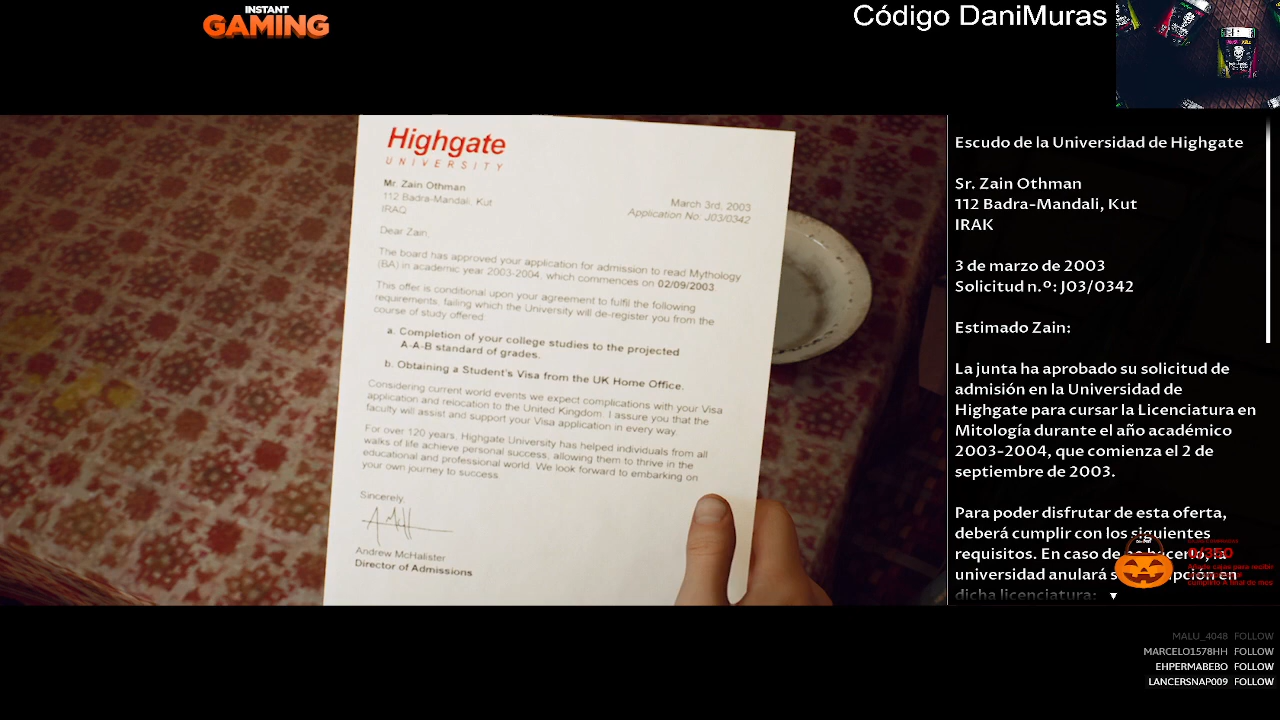 INSTANT
GAMING
Código DaniMuras
Highgate
UNIVERSITY
Mr. Zain Othman
112 Badra-Mandali, Kut
IRAQ
March 3rd, 2003
Application No: J03/0342
Dear Zain,
The board has approved your application for admission to read Mythology
(BA) in academic year 2003-2004, which commences on 02/09/2003.
This offer is conditional upon your agreement to fulfil the following
requirements, failing which the University will de-register you from the
course of study offered
a. Completion of your college studies to the projected
A-A-B standard of grades.
b. Obtaining a Student's Visa from the UK Home Office.
Considering current world events we expect complications with your Visa
application and relocation to the United Kingdom. I assure you that the
faculty will assist and support your Visa application in every way.
For over 120 years, Highgate University has helped individuals from all
walks of life achieve personal success, allowing them to thrive in the
educational and professional world. We look forward to embarking on
your own journey to success
Sincerely,
Andrew McHalister
Director of Admissions
Escudo de la Universidad de Highgate
Sr. Zain Othman
112 Badra-Mandali, Kut
IRAK
3 de marzo de 2003
Solicitud n.º: J03/0342
Estimado Zain:
La junta ha aprobado su solicitud de
admisión en la Universidad de
Highgate para cursar la Licenciatura en
Mitología durante el año académico
2003-2004, que comienza el 2 de
septiembre de 2003.
Para poder disfrutar de esta oferta,
deberá cumplir con los siguientes
requisitos. En caso de
universidad anulará
en
dicha licenciatura:
0/350
MALU_4048 FOLLOW
MARCELO1578HH FOLLOW
EHPERMABEBO FOLLOW
LANCERSNAP009 FOLLOW